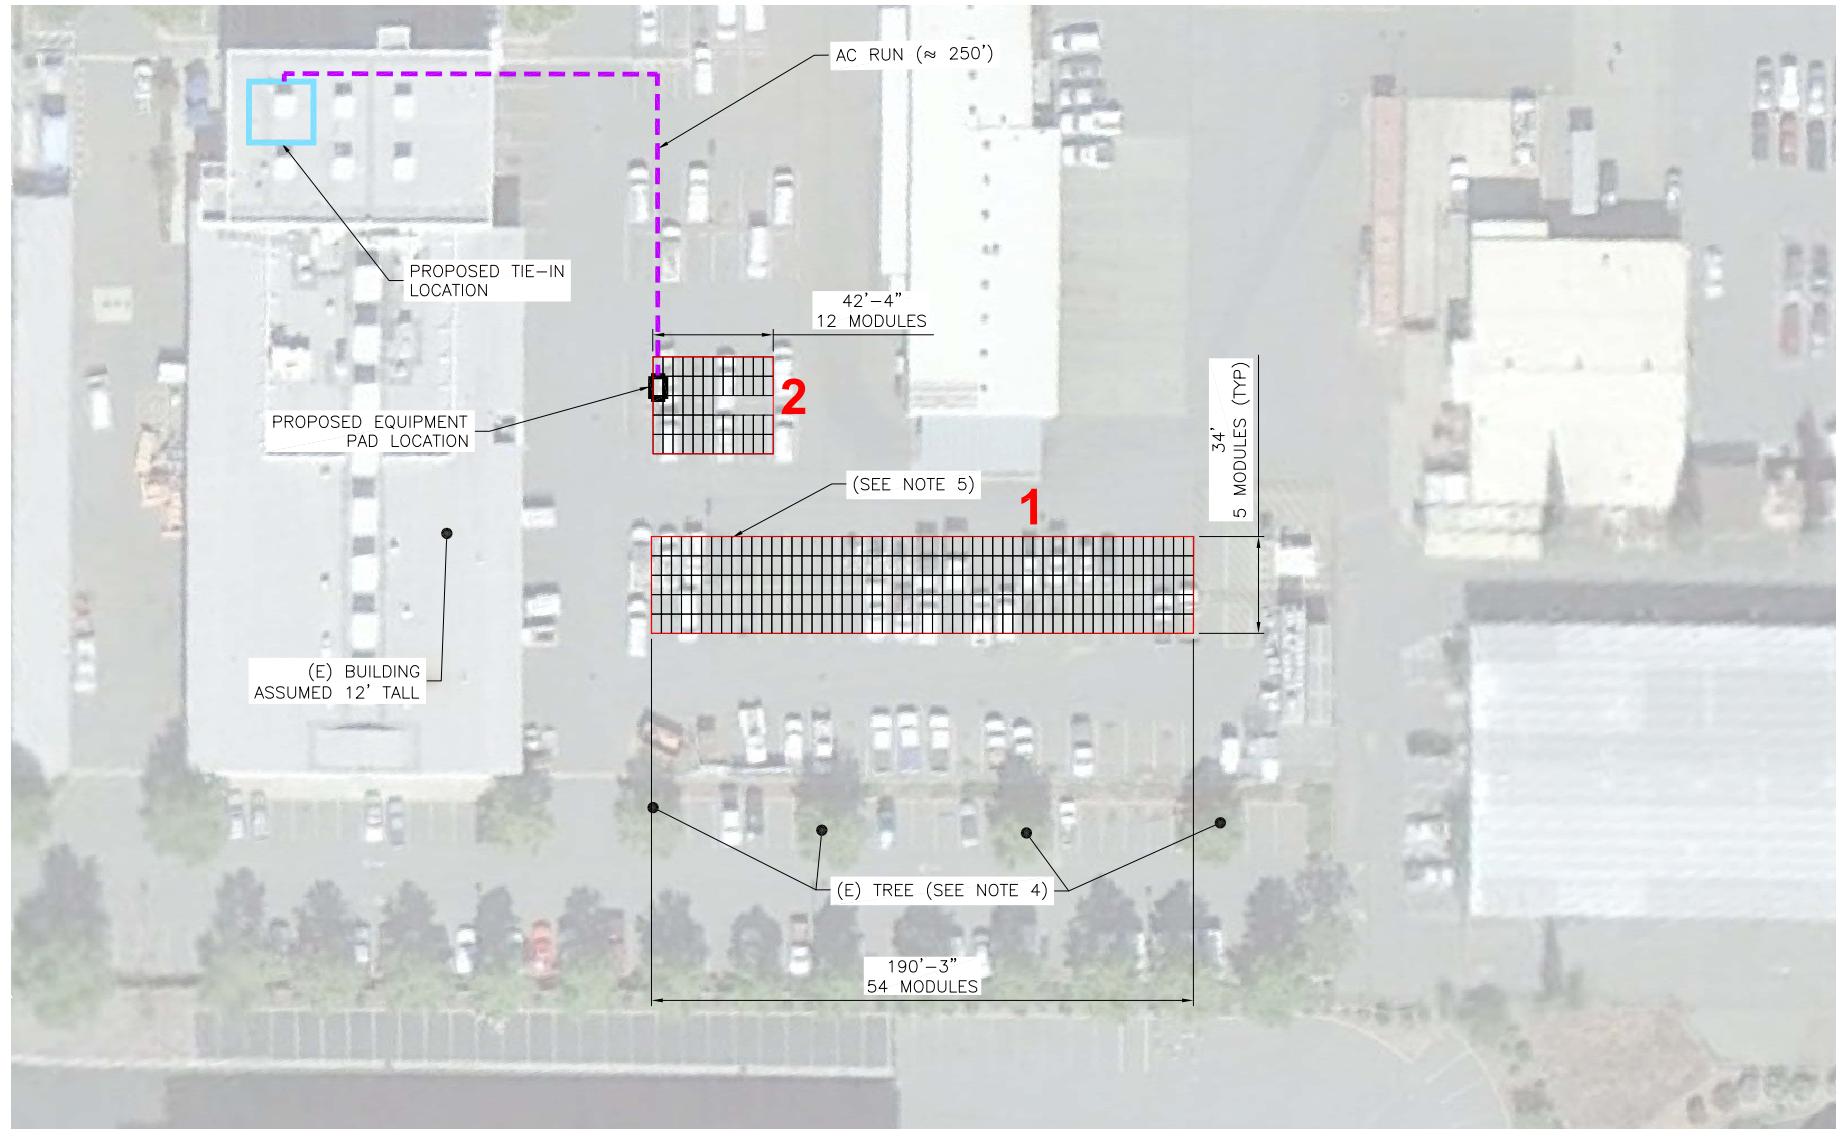 AC RUN (≈ 250')
PROPOSED TIE–IN
LOCATION
42'–4"
12 MODULES
2
PROPOSED EQUIPMENT
PAD LOCATION
34'
5 MODULES (TYP)
(SEE NOTE 5)
1
(E) BUILDING
ASSUMED 12' TALL
(E) TREE (SEE NOTE 4)
190'–3"
54 MODULES